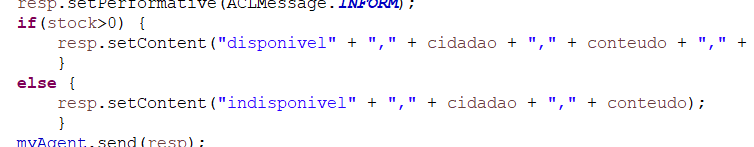 resp.setPerformative(ACLMessage.INFORM);
if(stock>0) {
resp.setContent("disponivel" + "," + cidadao + "," + conteudo + "," +
}
else {
resp.setContent("indisponivel" + "," + cidadao + "," + conteudo);
}
myAgent.send(resp);